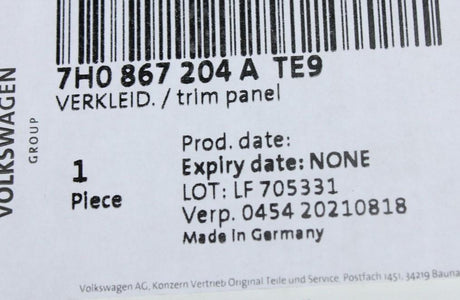 VOLKSWAGEN
GROUP
7H0 867 204 A TE9
VERKLEID. / trim panel
1
Piece
Prod. date:
Expiry date: NONE
LOT: LF 705331
Verp. 0454 20210818
Made in Germany
Volkswagen AG, Konzern Vertrieb Original Teile und Service, Postfach 1451, 34219 Bauna